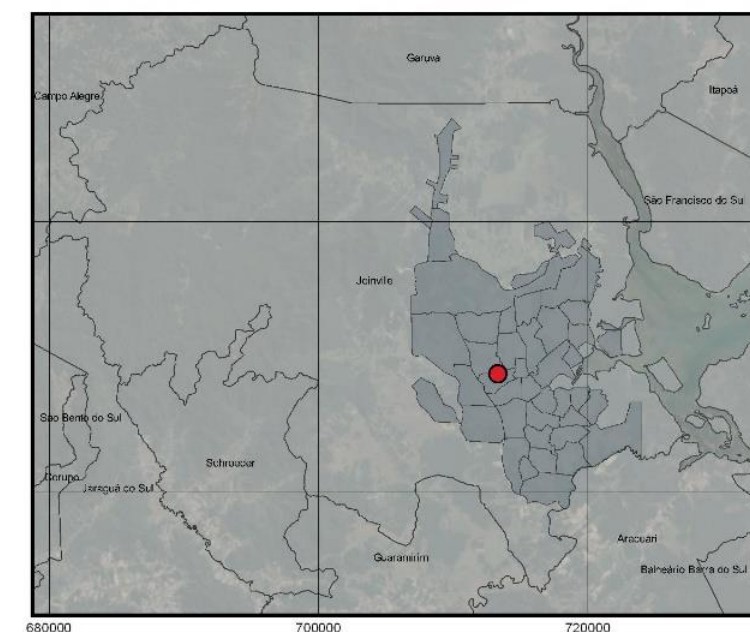 Garuva
Campo Alegre
Itapoá
São Francisco do Sul
Joinville
São Bento do Sul
Schroeder
Corupá
Jaraguá do Sul
Araquari
Guaramirim
Balneário Barra do Sul
680000 700000 720000